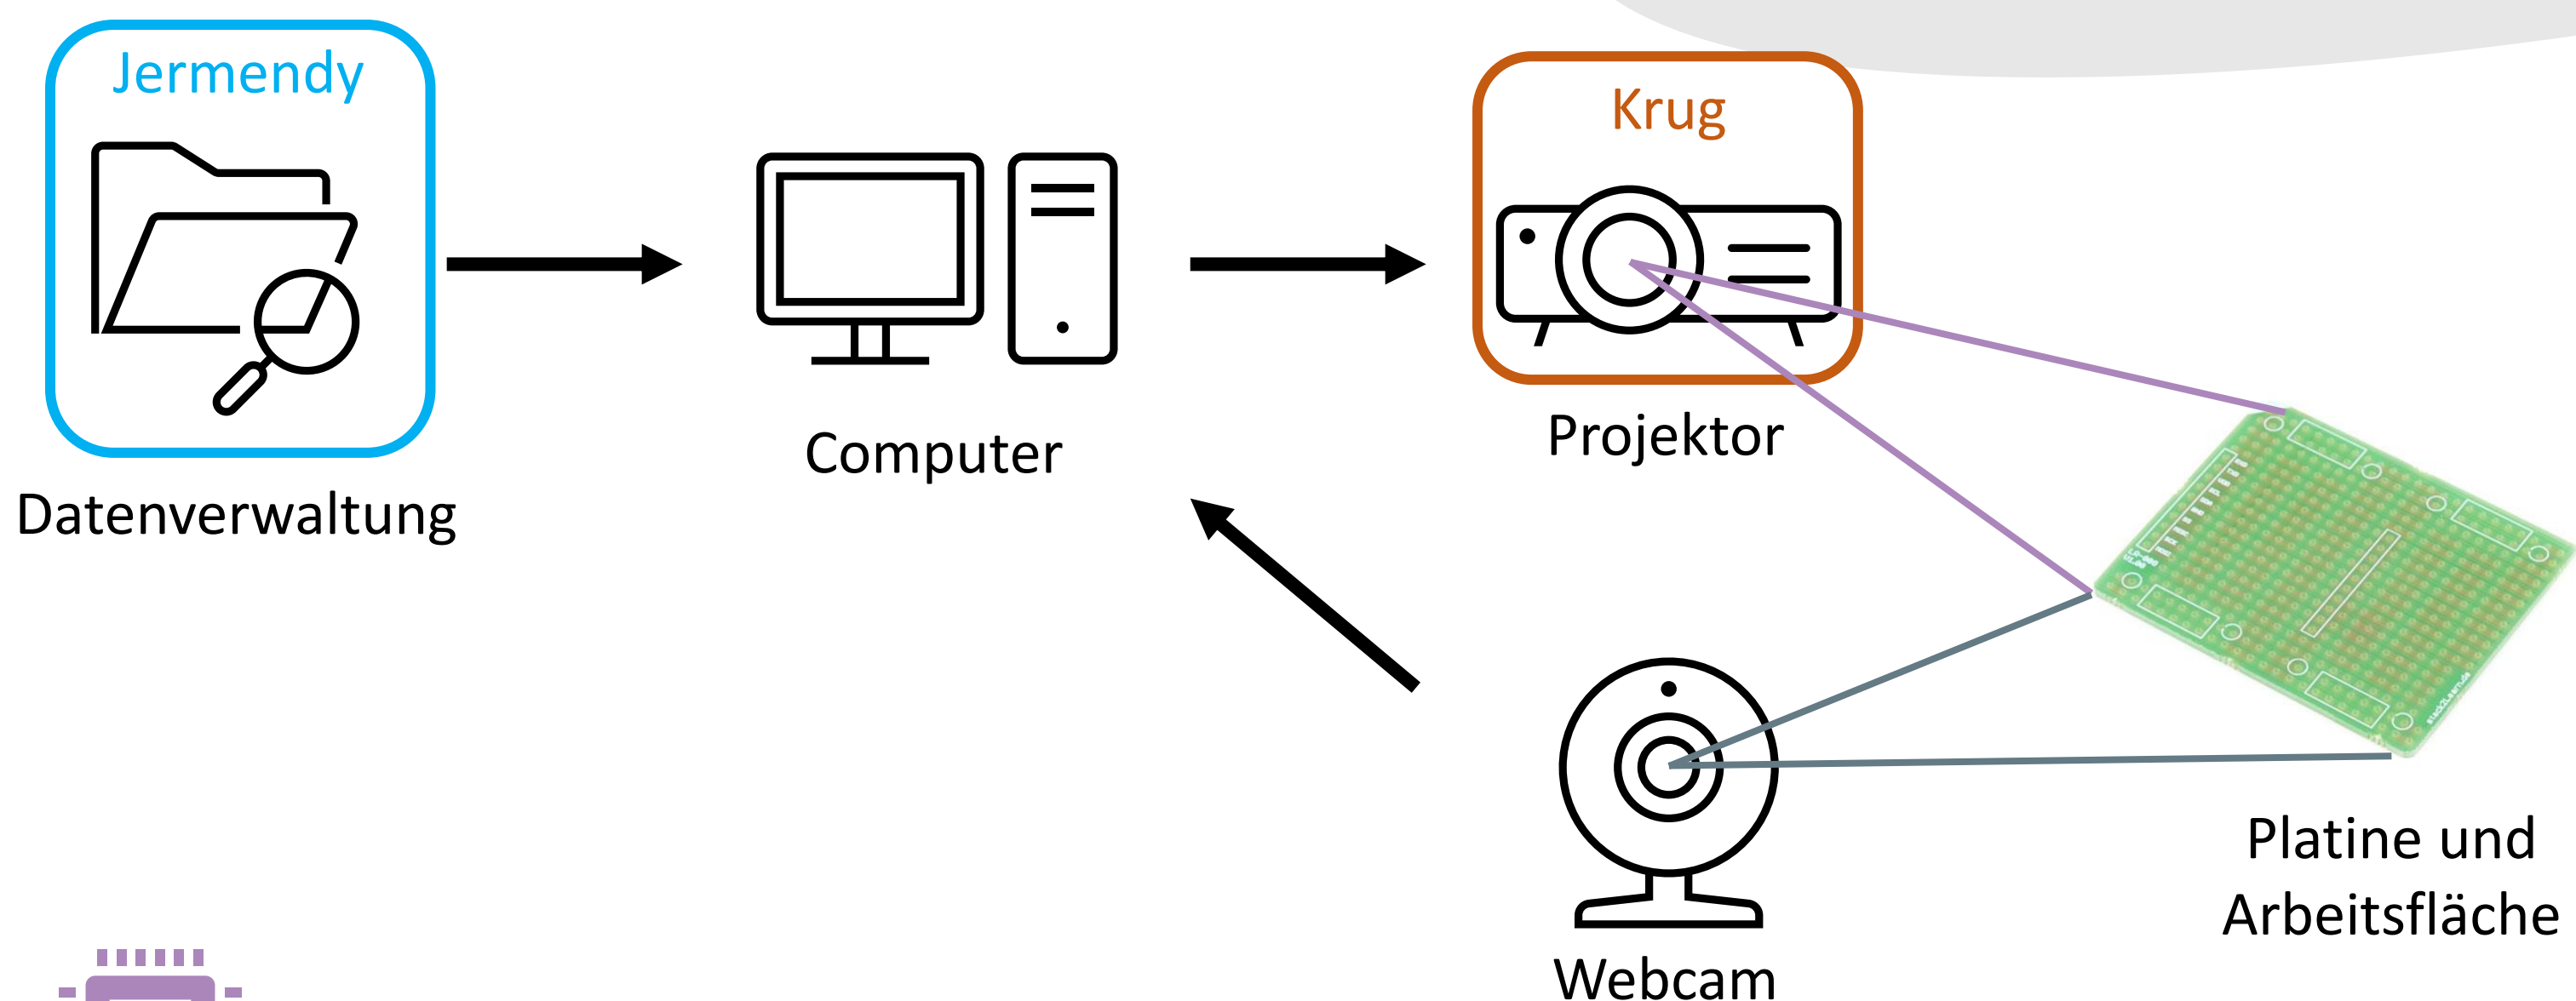 Jermendy
Datenverwaltung
Computer
Krug
Projektor
Webcam
Platine und
Arbeitsfläche